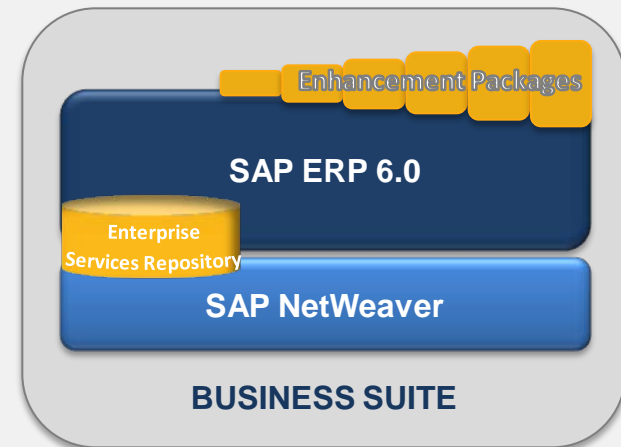 Enhancement Packages
SAP ERP 6.0
Enterprise
Services Repository
SAP NetWeaver
BUSINESS SUITE